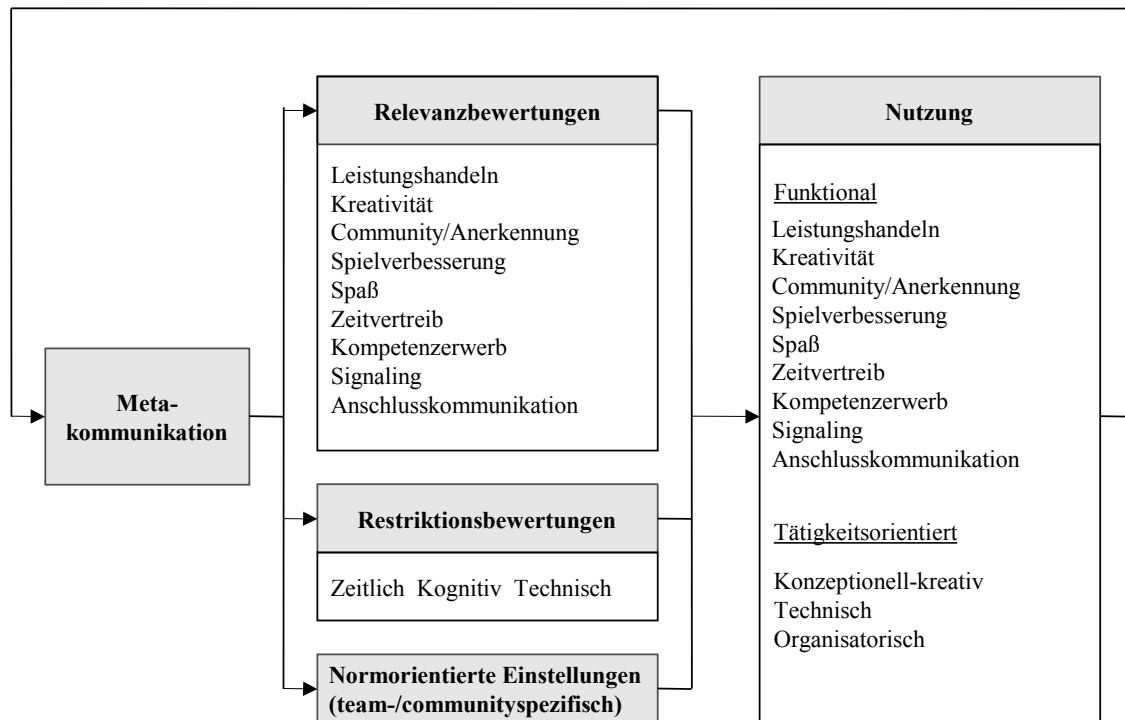 Meta-
kommunikation
Relevanzbewertungen
Leistungshandeln
Kreativität
Community/Anerkennung
Spielverbesserung
Spaß
Zeitvertreib
Kompetenzerwerb
Signaling
Anschlusskommunikation
Restriktionsbewertungen
Zeitlich Kognitiv Technisch
Normorientierte Einstellungen
(team-/communityspezifisch)
Nutzung
Funktional
Leistungshandeln
Kreativität
Community/Anerkennung
Spielverbesserung
Spaß
Zeitvertreib
Kompetenzerwerb
Signaling
Anschlusskommunikation
Tätigkeitsorientiert
Konzeptionell-kreativ
Technisch
Organisatorisch